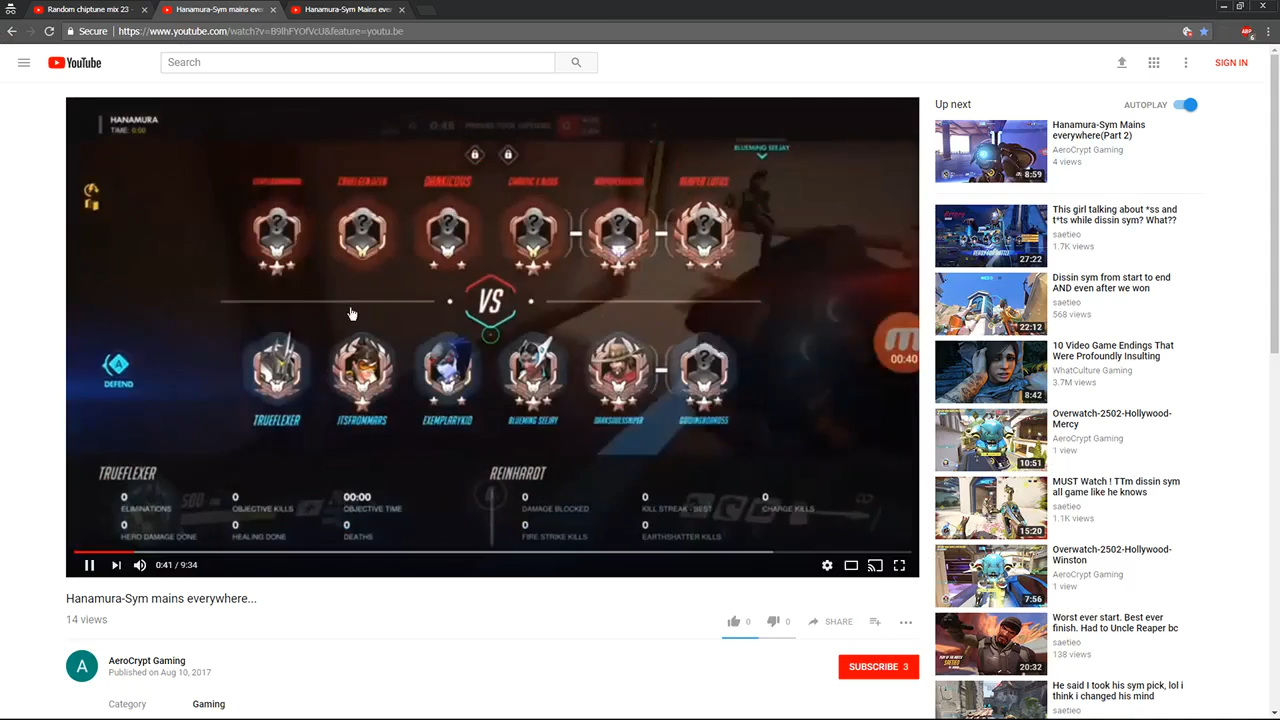 Random chiptune mix 23 -
Hanamura-Sym mains eve
Hanamura-Sym Mains eve
Secure
https://www.youtube.com/watch?v=B9lhFYOfVcU&feature=youtu.be
YouTube
Search
SIGN IN
HANAMURA
TIME: 0:00
0:45
BLUEMING SEEJAY
DANKICOUS
VS
00:40
DEFEND
TRUEFLEXER
ITSFROMMARS
EXEMPLARYKID
BLUEMING SEEJAY
DARKSOULSSNIPER
TRUEFLEXER
REINHARDT
0
0
00:00
0
0
0
ELIMINATIONS
OBJECTIVE KILLS
OBJECTIVE TIME
DAMAGE BLOCKED
KILL STREAK - BEST
CHARGE KILLS
0
0
0
0
0
HERO DAMAGE DONE
HEALING DONE
DEATHS
FIRE STRIKE KILLS
EARTHSHATTER KILLS
0:41 / 9:34
Hanamura-Sym mains everywhere...
14 views
0
0
SHARE
A
AeroCrypt Gaming
Published on Aug 10, 2017
SUBSCRIBE 3
Category
Gaming
Up next
AUTOPLAY
Hanamura-Sym Mains
everywhere(Part 2)
AeroCrypt Gaming
4 views
8:59
This girl talking about *ss and
t*ts while dissin sym? What??
saetieo
1.7K views
27:22
Dissin sym from start to end
AND even after we won
saetieo
568 views
22:12
10 Video Game Endings That
Were Profoundly Insulting
WhatCulture Gaming
3.7M views
8:42
Overwatch-2502-Hollywood-
Mercy
AeroCrypt Gaming
1 view
10:51
MUST Watch ! TTm dissin sym
all game like he knows
saetieo
1.1K views
15:20
Overwatch-2502-Hollywood-
Winston
AeroCrypt Gaming
1 view
7:56
Worst ever start. Best ever
finish. Had to Uncle Reaper bc
saetieo
138 views
20:32
He said I took his sym pick, lol i
think i changed his mind
saetieo